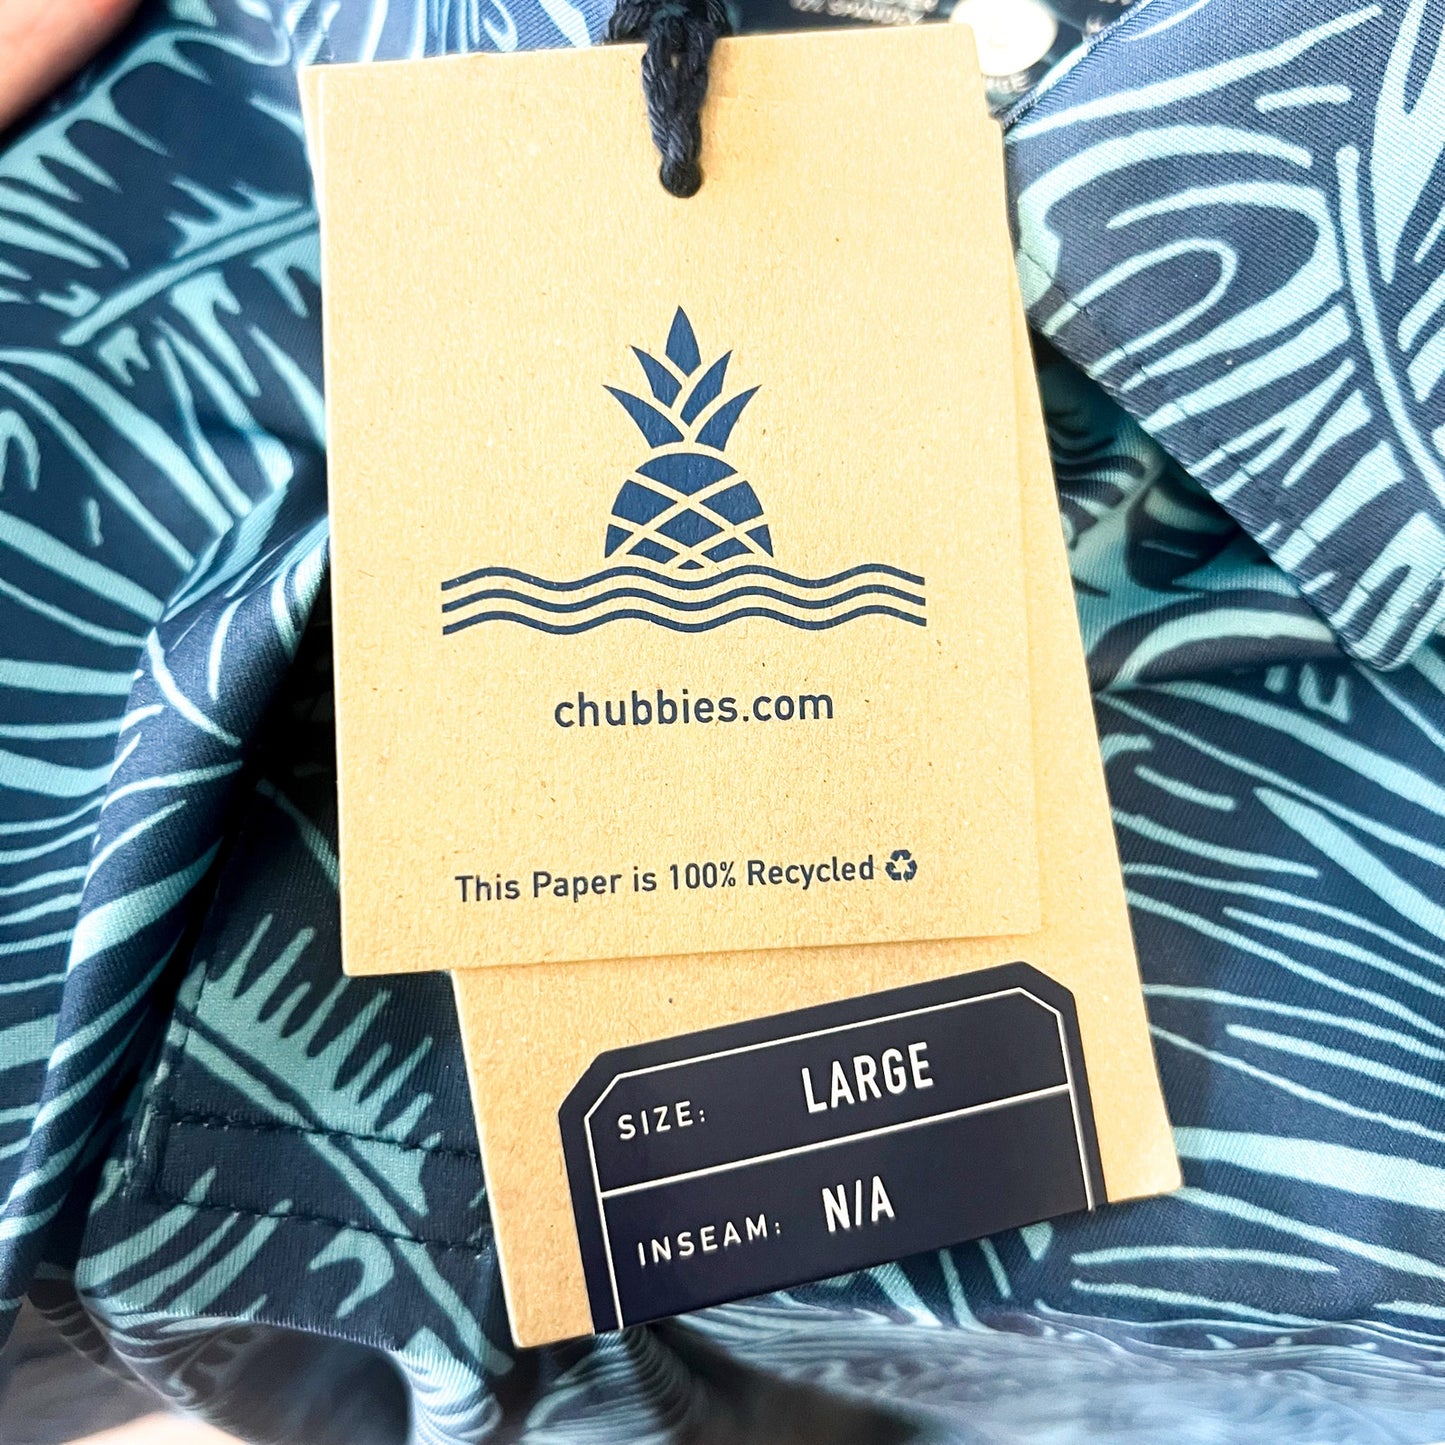 chubbies.com
This Paper is 100% Recycled
SIZE: LARGE
INSEAM: N/A